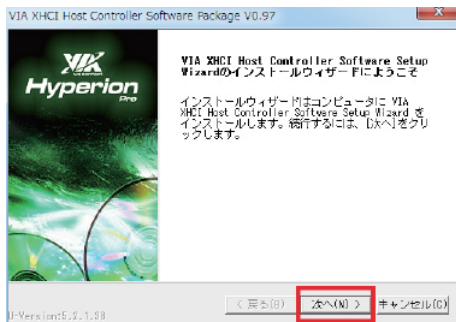 VIA XHCI Host Controller Software Package V0.97
VIA
Hyperion
Pro
VIA XHCI Host Controller Software Setup
Wizardのインストールウィザードにようこそ
インストールウィザードはコンピュータに VIA
XHCI Host Controller Software Setup Wizard を
インストールします。続行するには、[次へ]をクリ
ックします。
U-Version:5.2.1.38
< 戻る(B)
次へ(N) >
キャンセル(C)